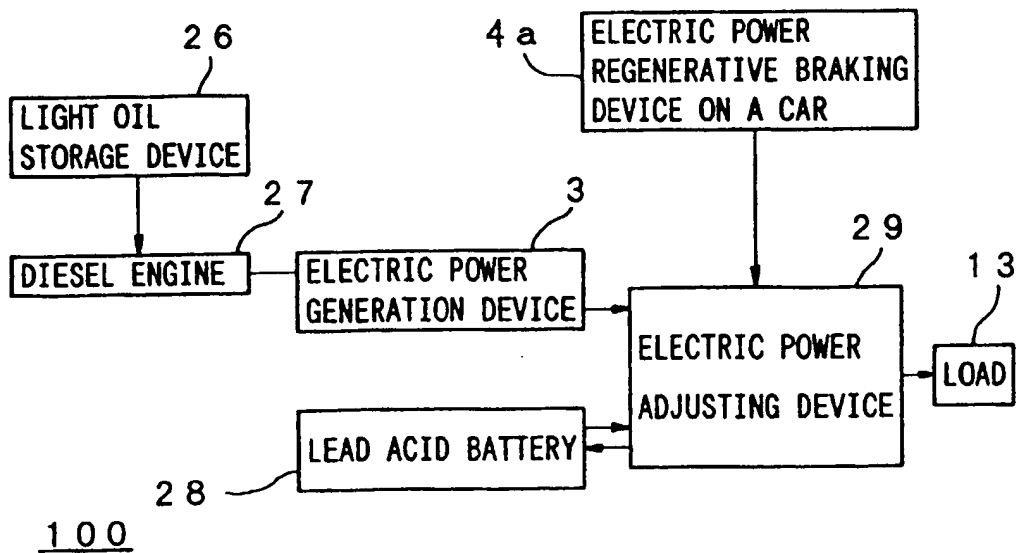 26
LIGHT OIL
STORAGE DEVICE
4a
ELECTRIC POWER
REGENERATIVE BRAKING
DEVICE ON A CAR
27
DIESEL ENGINE
3
ELECTRIC POWER
GENERATION DEVICE
29
ELECTRIC POWER
ADJUSTING DEVICE
13
LOAD
LEAD ACID BATTERY
28
100